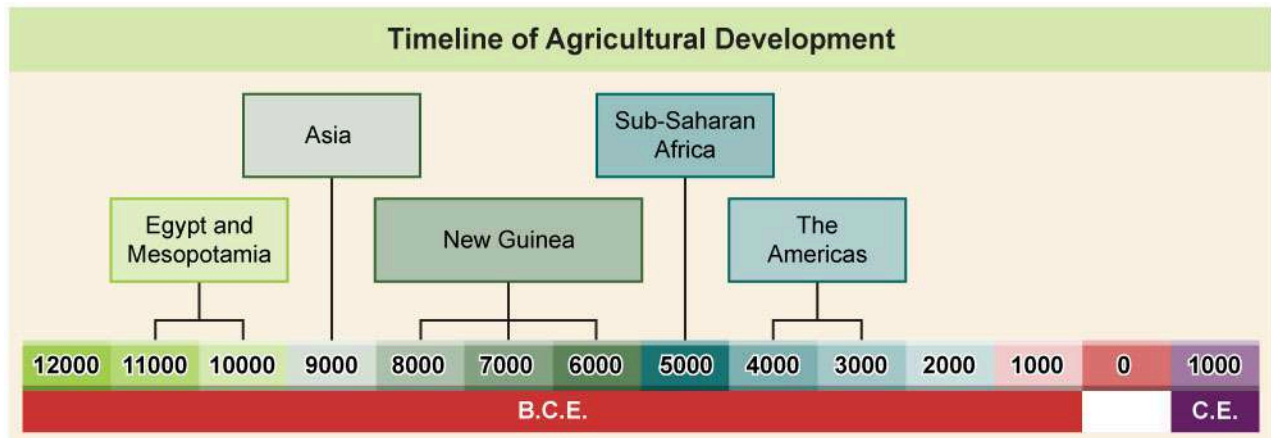 Timeline of Agricultural Development
Asia
Sub-Saharan
Africa
Egypt and
Mesopotamia
New Guinea
The
Americas
12000 11000 10000 9000 8000 7000 6000 5000 4000 3000 2000 1000 0 1000
B.C.E. C.E.